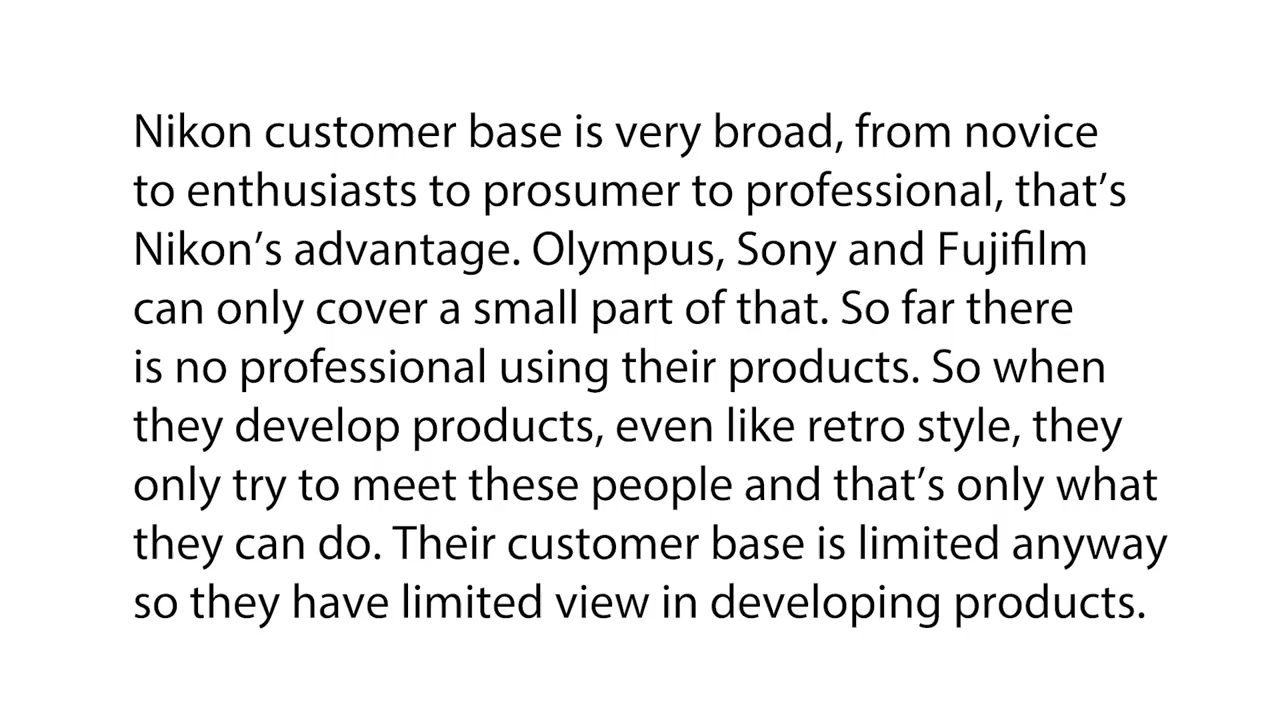 Nikon customer base is very broad, from novice
to enthusiasts to prosumer to professional, that’s
Nikon’s advantage. Olympus, Sony and Fujifilm
can only cover a small part of that. So far there
is no professional using their products. So when
they develop products, even like retro style, they
only try to meet these people and that’s only what
they can do. Their customer base is limited anyway
so they have limited view in developing products.